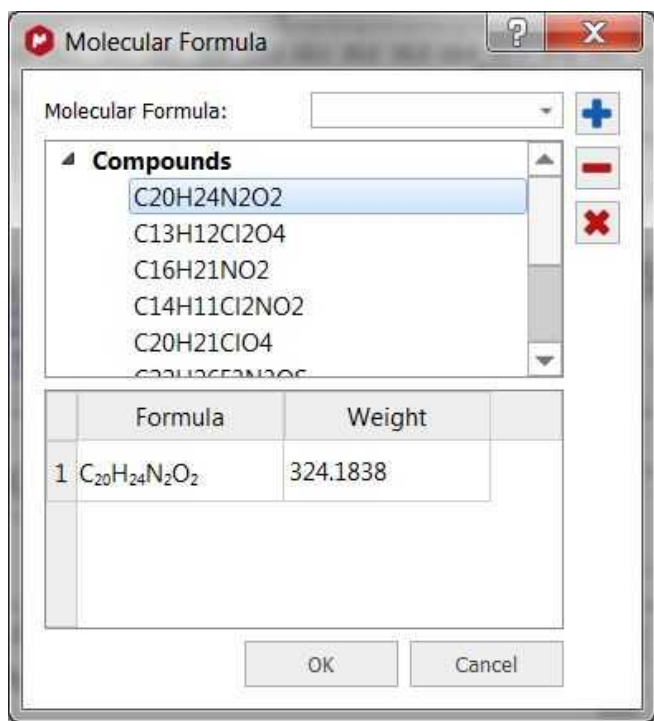 Molecular Formula
Molecular Formula:
Compounds
C20H24N2O2
C13H12Cl2O4
C16H21NO2
C14H11Cl2NO2
C20H21ClO4
Formula Weight
1 C₂₀H₂₄N₂O₂ 324.1838
OK Cancel